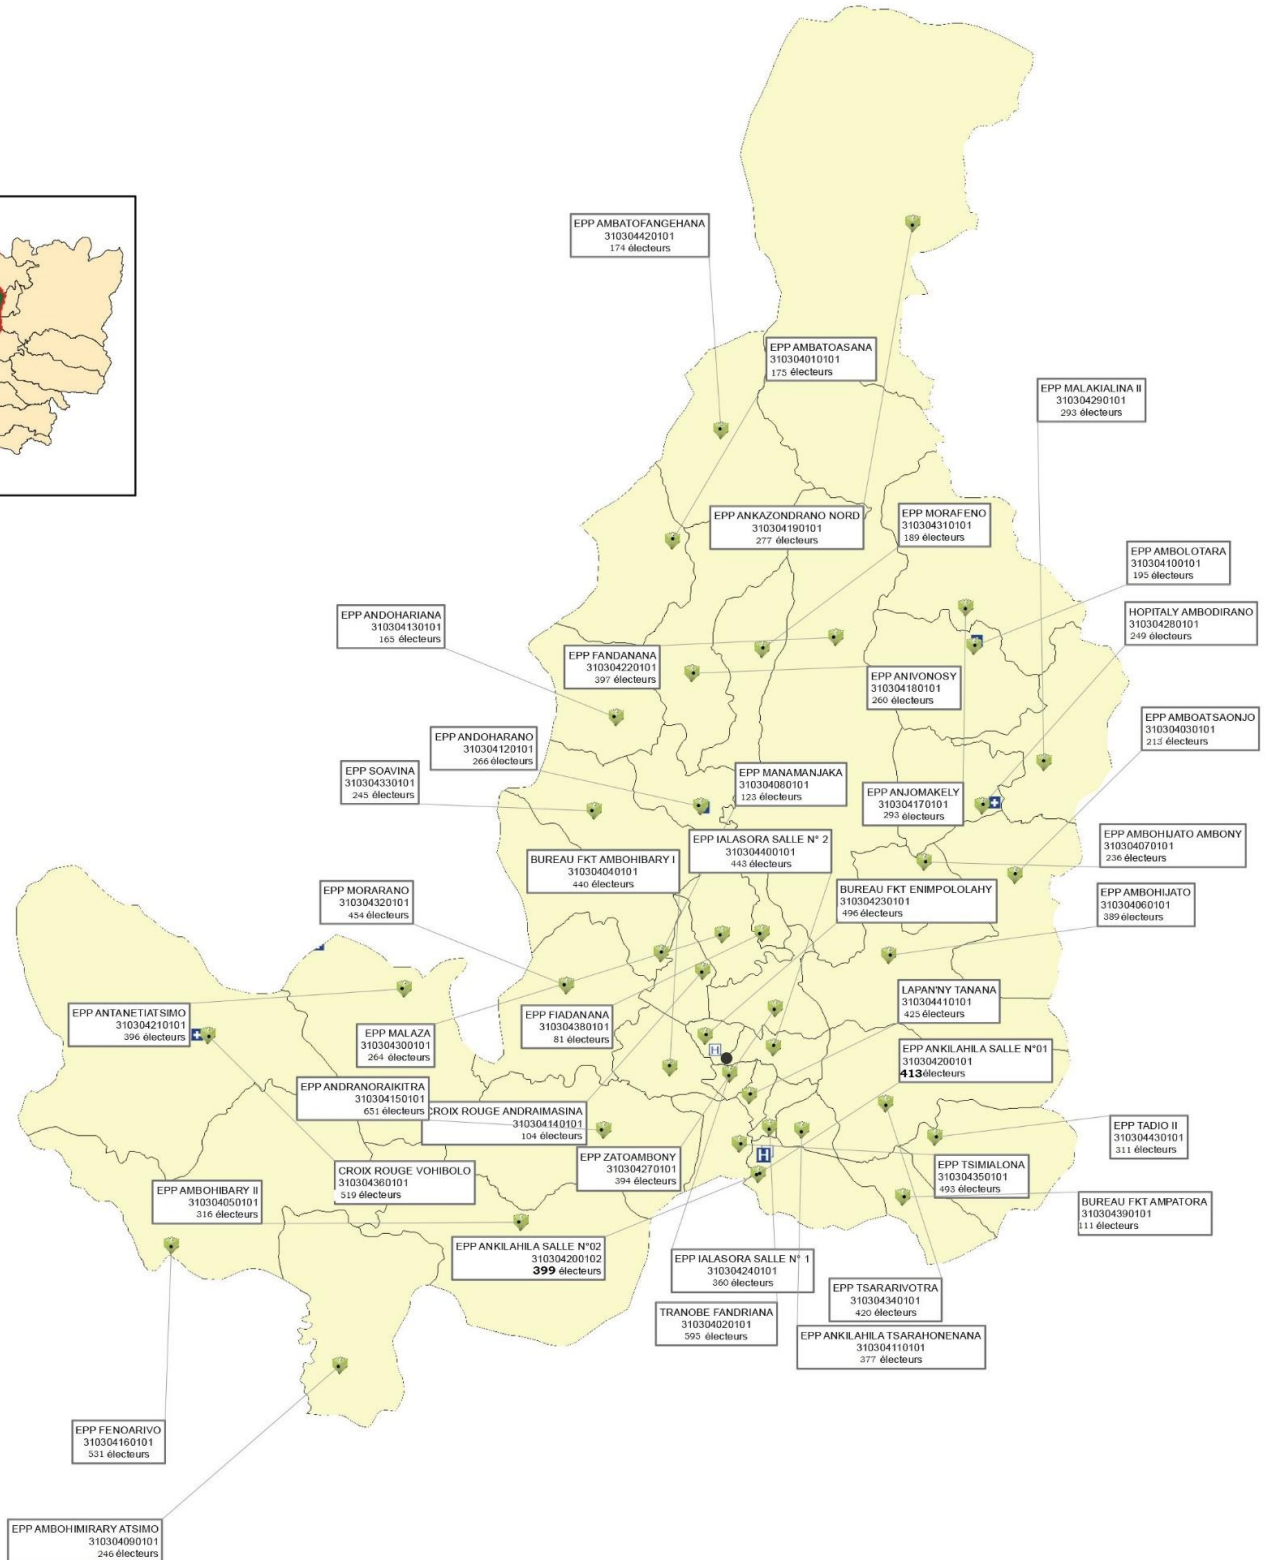 EPP AMBATOFANGEHANA
310304420101
174 électeurs
EPP AMBATOASANA
310304010101
175 électeurs
EPP MALAKIALINA II
310304290101
293 électeurs
EPP ANKAZONDRANO NORD
310304190101
277 électeurs
EPP MORAFENO
310304310101
189 électeurs
EPP AMBOLOTARA
310304100101
195 électeurs
HOPITALY AMBODIRANO
310304280101
249 électeurs
EPP ANDOHARIANA
310304130101
165 électeurs
EPP FANDANANA
310304220101
397 électeurs
EPP ANIVONOSY
310304180101
260 électeurs
EPP AMBOATSAONJO
310304030101
213 électeurs
EPP ANDOHARANO
310304120101
266 électeurs
EPP SOAVINA
310304330101
245 électeurs
EPP MANAMANJAKA
310304080101
123 électeurs
EPP ANJOMAKELY
310304170101
293 électeurs
EPP AMBOHIJATO AMBONY
310304070101
236 électeurs
EPP IALASORA SALLE N° 2
310304400101
443 électeurs
BUREAU FKT AMBOHIBARY I
310304040101
440 électeurs
EPP MORARANO
310304320101
454 électeurs
BUREAU FKT ENIMPOLOLAHY
310304230101
496 électeurs
EPP AMBOHIJATO
310304060101
389 électeurs
LAPAN'NY TANANA
310304410101
425 électeurs
EPP ANTANETIATSIMO
310304210101
396 électeurs
EPP FIADANANA
310304380101
81 électeurs
EPP MALAZA
310304300101
264 électeurs
EPP ANKILAHILA SALLE N°01
310304200101
413 électeurs
EPP ANDRANORAIKITRA
310304150101
651 électeurs
CROIX ROUGE ANDRAIMASINA
310304140101
104 électeurs
H
H
EPP TADIO II
310304430101
311 électeurs
EPP ZATOAMBONY
310304270101
394 électeurs
EPP TSIMIALONA
310304350101
493 électeurs
CROIX ROUGE VOHIBOLO
310304360101
519 électeurs
EPP AMBOHIBARY II
310304050101
316 électeurs
BUREAU FKT AMPATORA
310304390101
111 électeurs
EPP ANKILAHILA SALLE N°02
310304200102
399 électeurs
EPP IALASORA SALLE N° 1
310304240101
360 électeurs
EPP TSARARIVOTRA
310304340101
420 électeurs
TRANOBE FANDRIANA
310304020101
595 électeurs
EPP ANKILAHILA TSARAHONENANA
310304110101
377 électeurs
EPP FENOARIVO
310304160101
531 électeurs
EPP AMBOHIMIRARY ATSIMO
310304090101
246 électeurs